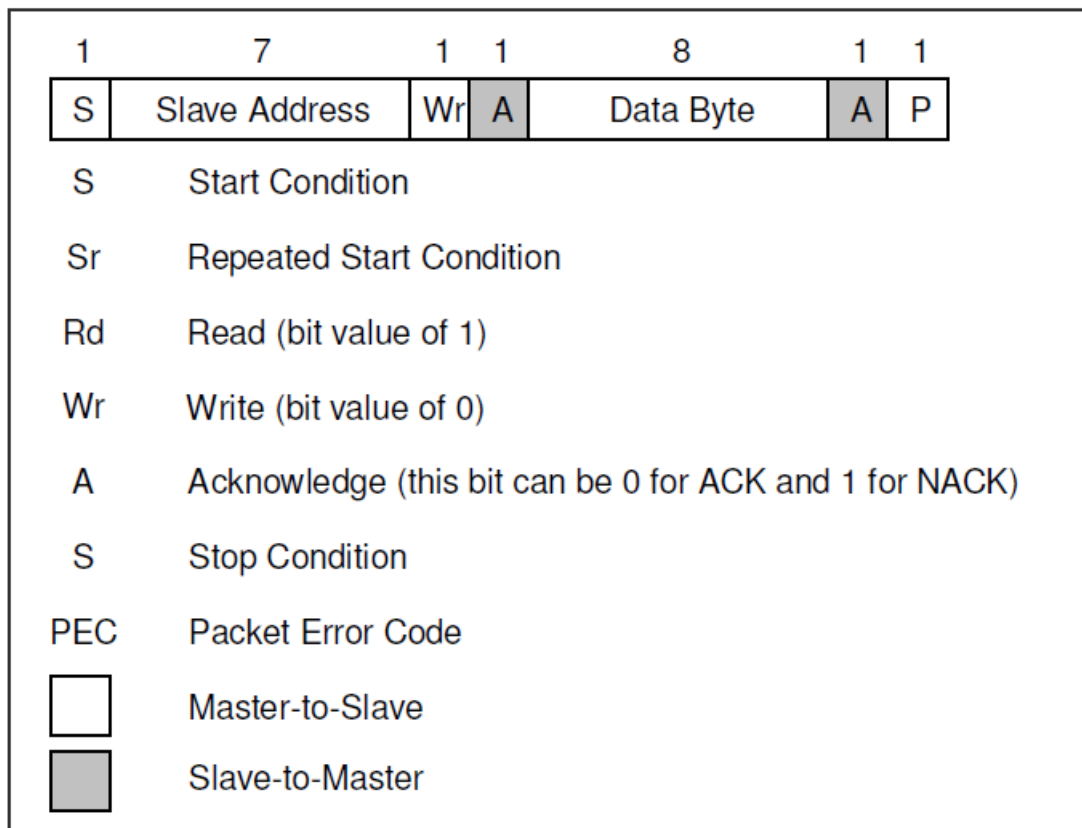 1 7 1 1 8 1 1
S Slave Address Wr A Data Byte A P
S Start Condition
Sr Repeated Start Condition
Rd Read (bit value of 1)
Wr Write (bit value of 0)
A Acknowledge (this bit can be 0 for ACK and 1 for NACK)
S Stop Condition
PEC Packet Error Code
Master-to-Slave
Slave-to-Master